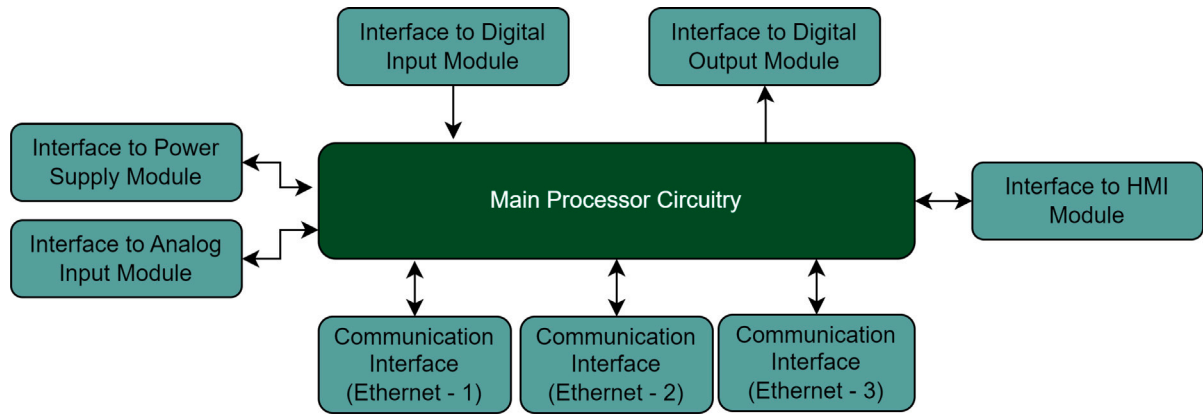 Interface to Digital
Input Module
Interface to Digital
Output Module
Interface to Power
Supply Module
Main Processor Circuitry
Interface to HMI
Module
Interface to Analog
Input Module
Communication
Interface
(Ethernet - 1)
Communication
Interface
(Ethernet - 2)
Communication
Interface
(Ethernet - 3)